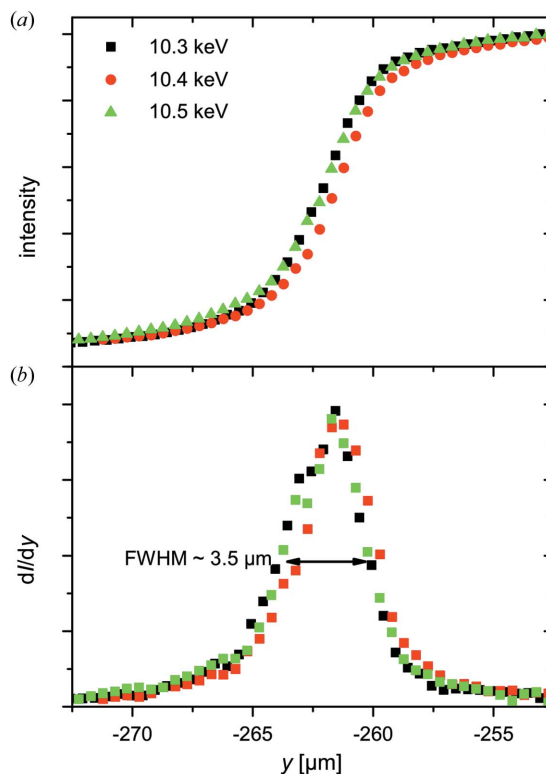 (a)
10.3 keV
10.4 keV
10.5 keV
intensity
(b)
dI/dy
FWHM ~ 3.5 µm
-270 -265 -260 -255
y [µm]